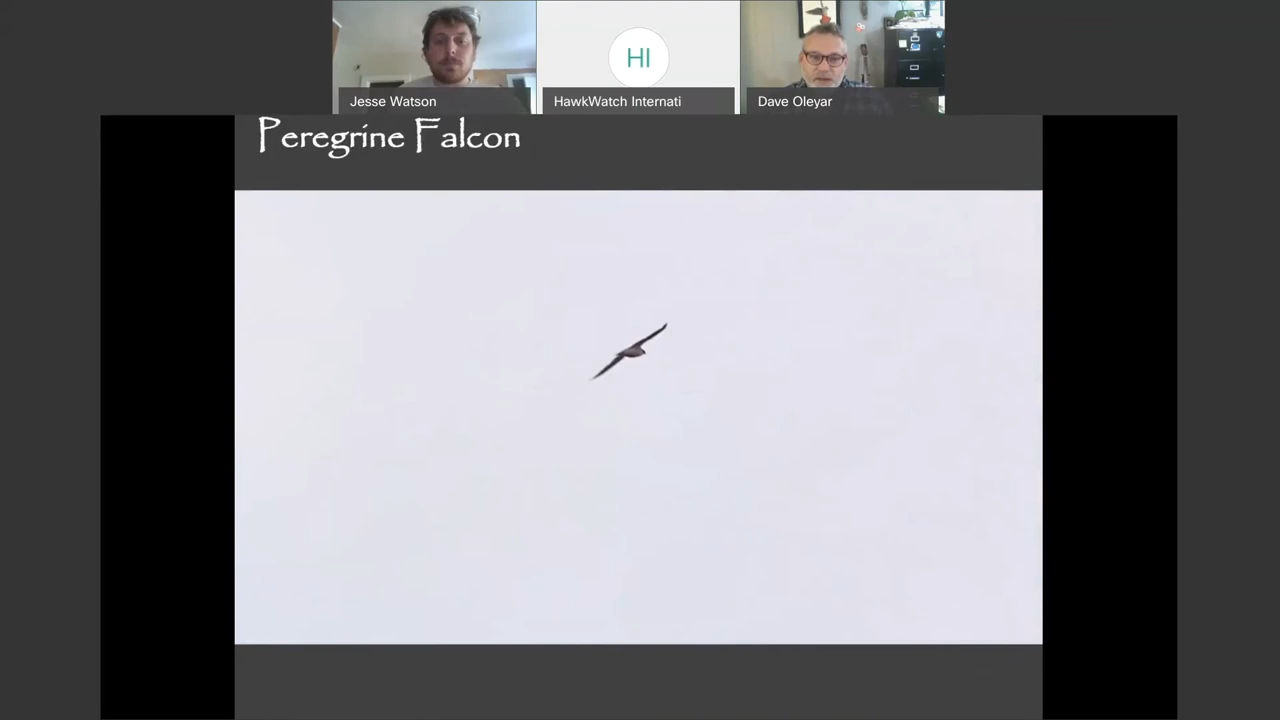 HI
Jesse Watson
HawkWatch Internati
Dave Oleyar
Peregrine Falcon